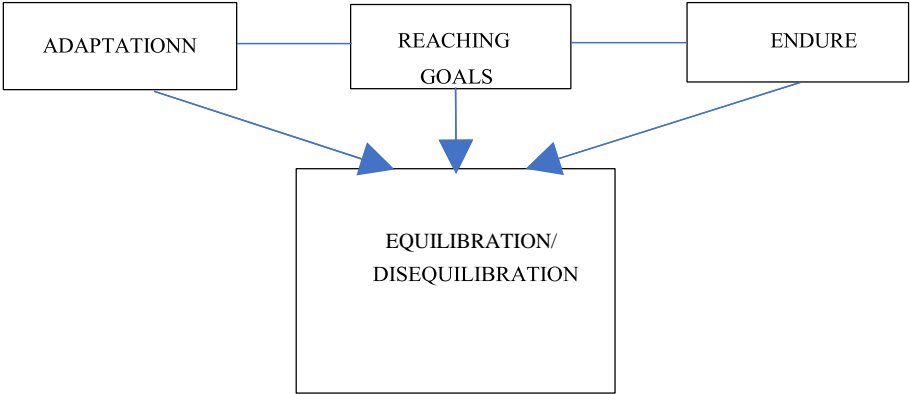 ADAPTATIONN
REACHING
GOALS
ENDURE
EQUILIBRATION/
DISEQUILIBRATION